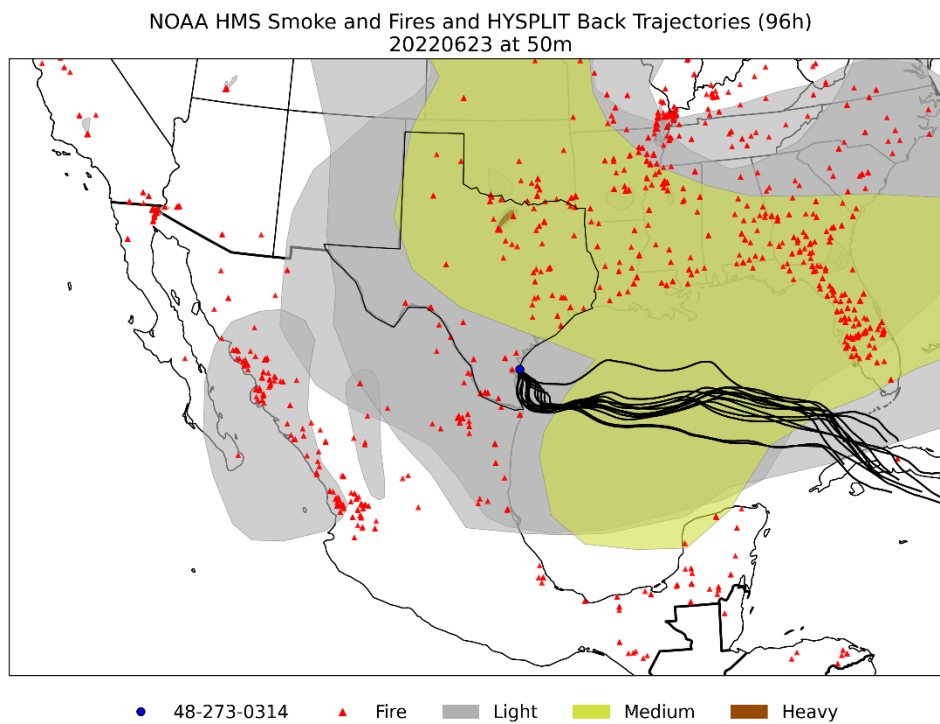 NOAA HMS Smoke and Fires and HYSPLIT Back Trajectories (96h)
20220623 at 50m
48-273-0314 Fire Light Medium Heavy